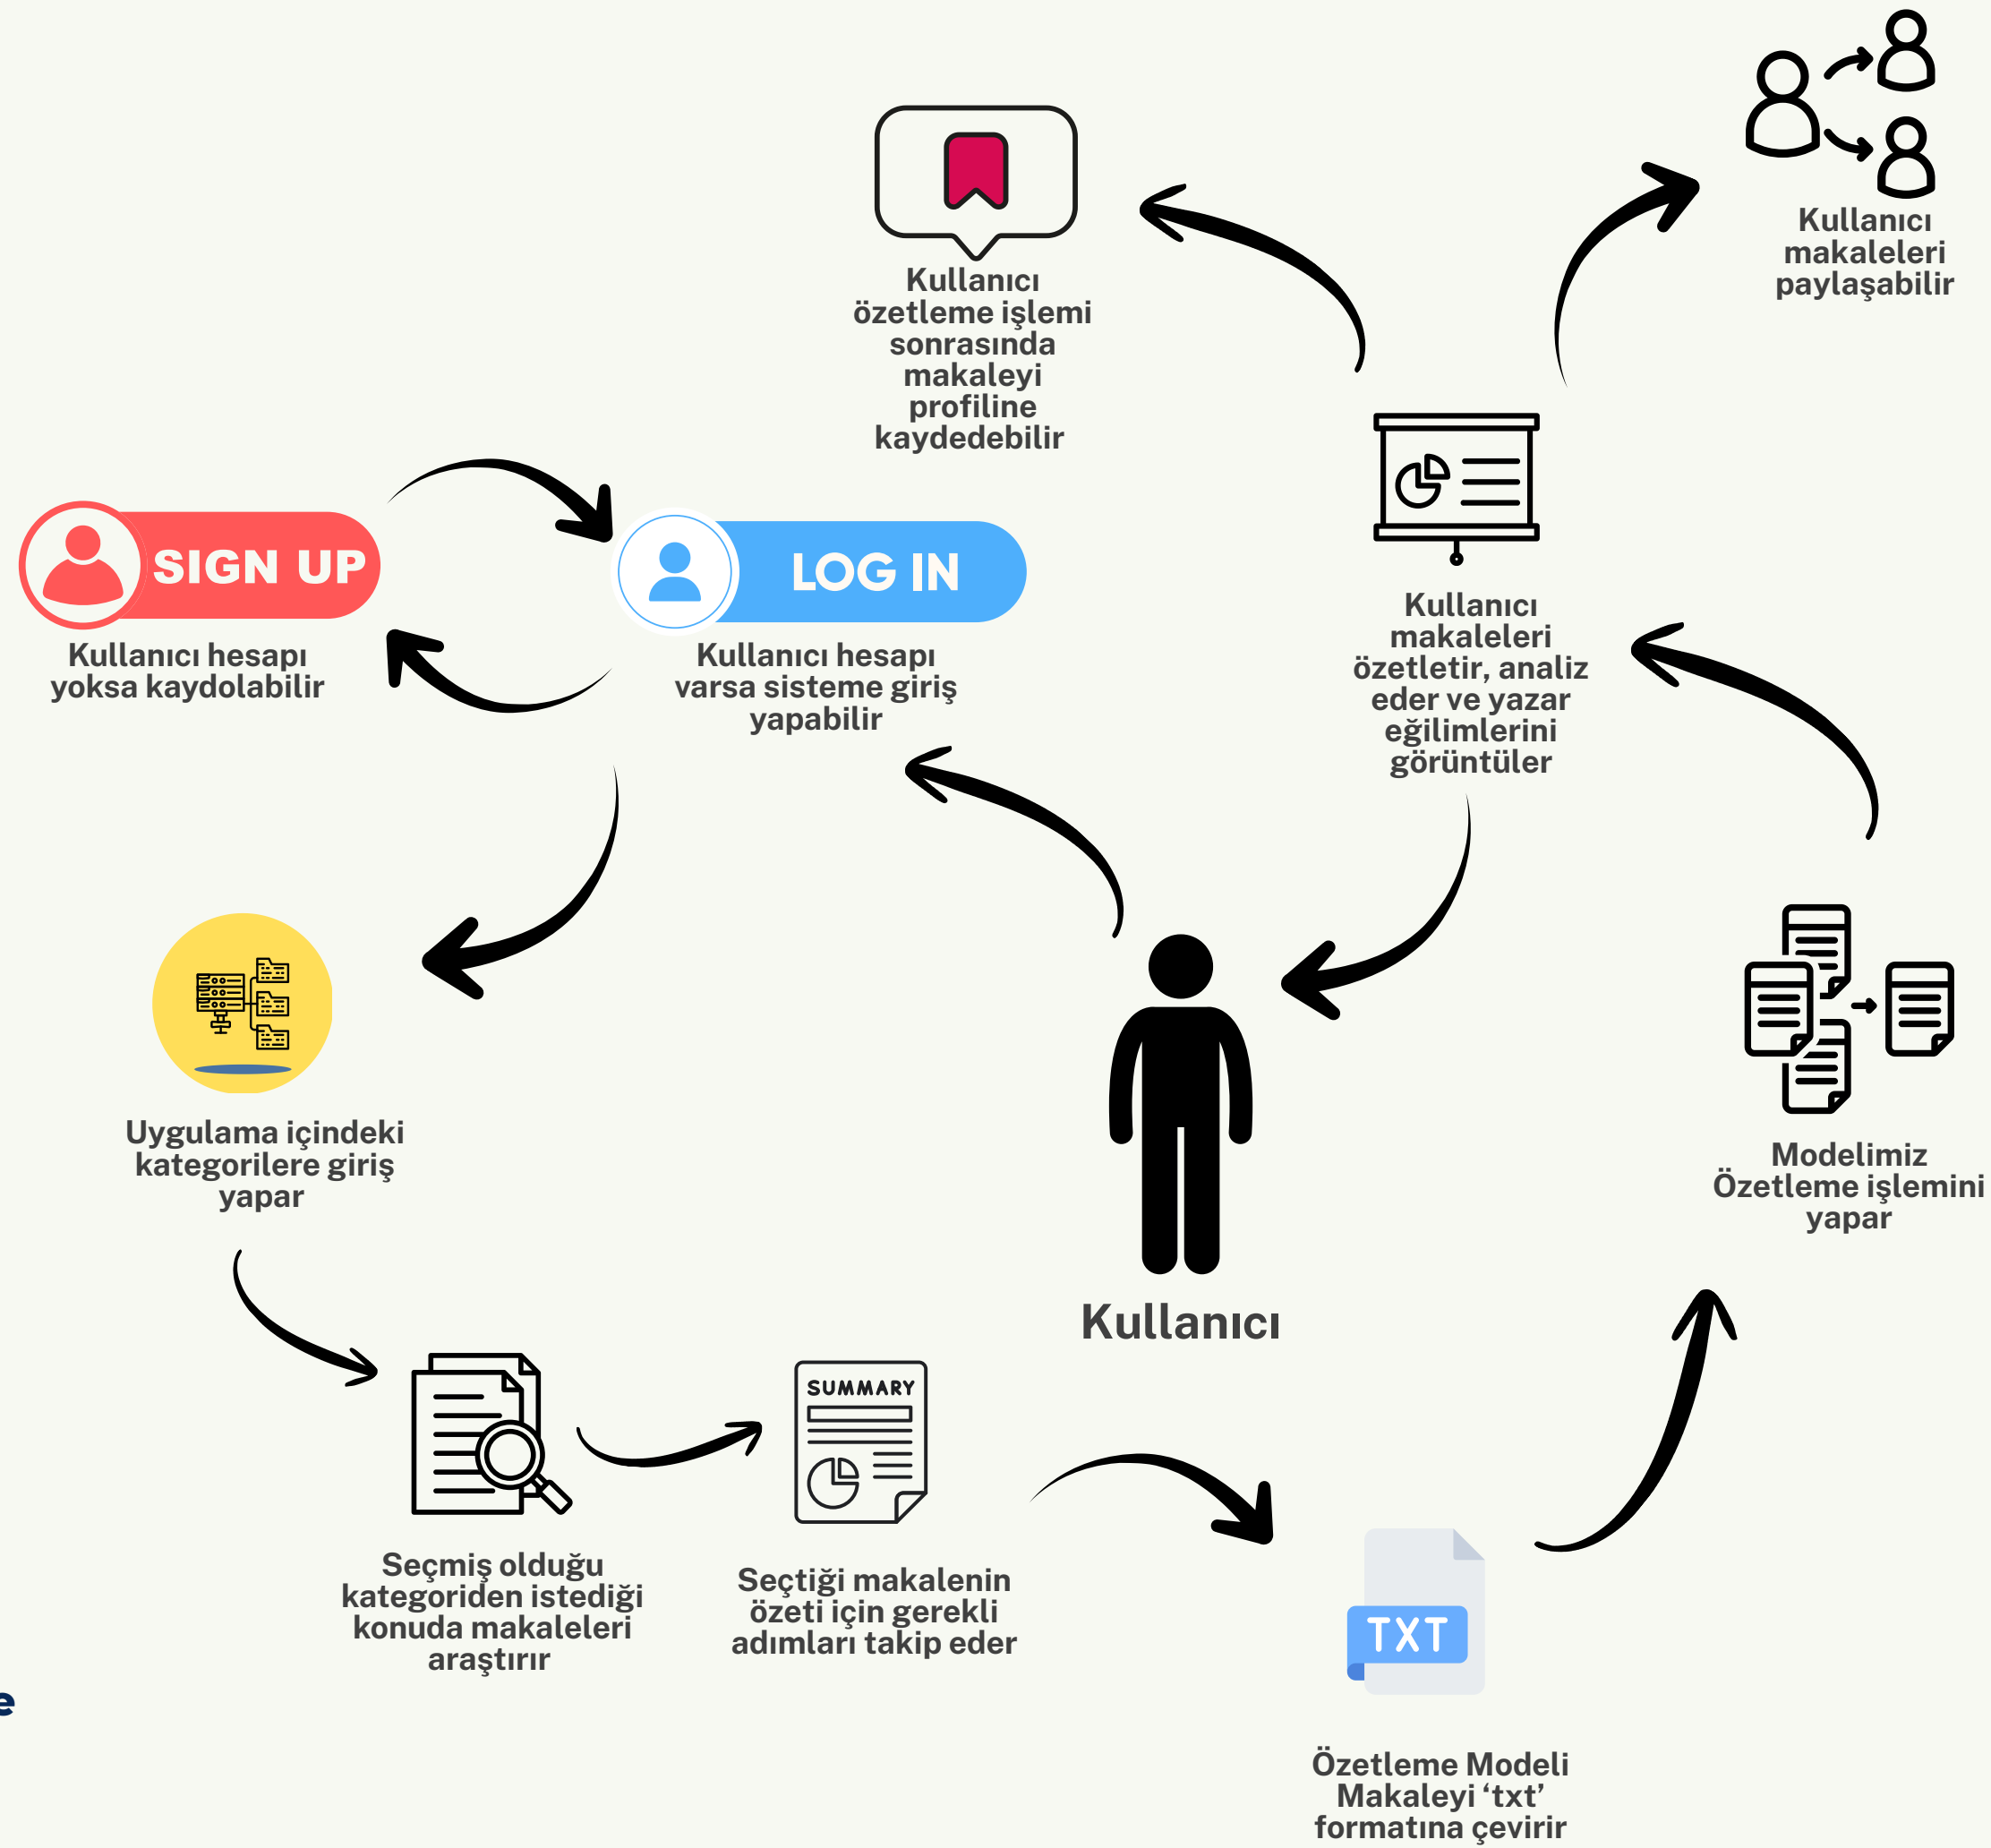 Kullanıcı
makaleleri
paylaşabilir
Kullanıcı
özetleme işlemi
sonrasında
makaleyi
profiline
kaydedebilir
SIGN UP
Kullanıcı hesapı
yoksa kaydolabilir
LOG IN
Kullanıcı hesapı
varsa sisteme giriş
yapabilir
Kullanıcı
makaleleri
özetletir, analiz
eder ve yazar
eğilimlerini
görüntüler
Uygulama içindeki
kategorilere giriş
yapar
Kullanıcı
Modelimiz
Özetleme işlemini
yapar
Seçmiş olduğu
kategoriden istediği
konuda makaleleri
araştırır
SUMMARY
Seçtiği makalenin
özeti için gerekli
adımları takip eder
TXT
Özetleme Modeli
Makaleyi ‘txt’
formatına çevirir
e